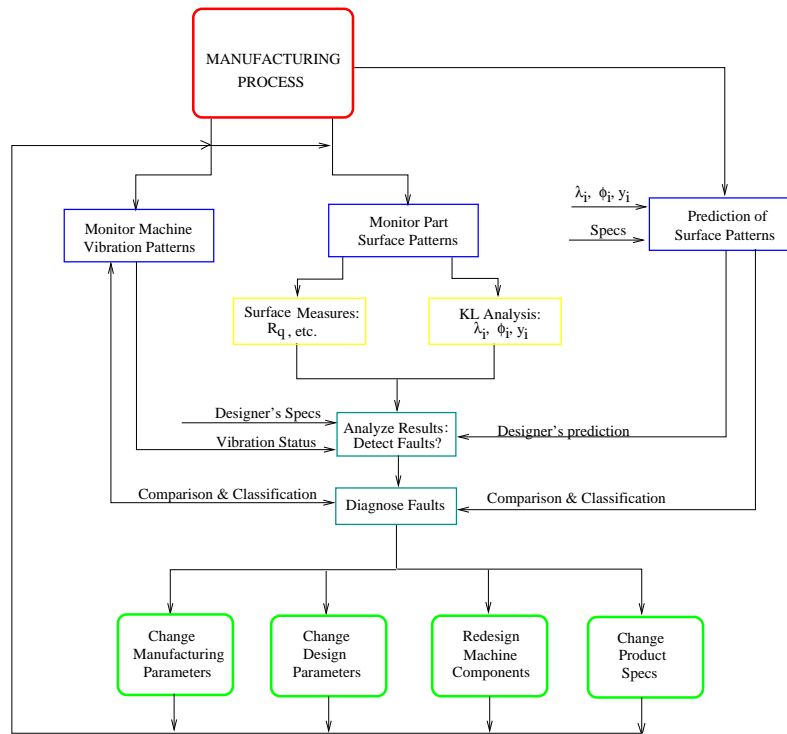 MANUFACTURING
PROCESS
Monitor Machine
Vibration Patterns
Monitor Part
Surface Patterns
λi, ϕi, yi
Specs
Prediction of
Surface Patterns
Surface Measures:
Rq, etc.
KL Analysis:
λi, ϕi, yi
Designer's Specs
Vibration Status
Analyze Results:
Detect Faults?
Designer's prediction
Comparison & Classification
Diagnose Faults
Comparison & Classification
Change
Manufacturing
Parameters
Change
Design
Parameters
Redesign
Machine
Components
Change
Product
Specs